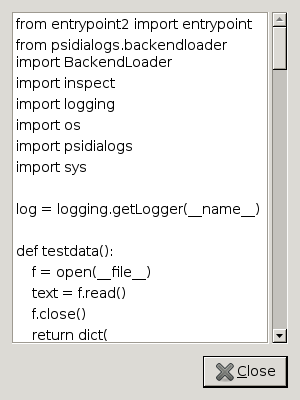 from entrypoint2 import entrypoint
from psidialogs.backendloader
import BackendLoader
import inspect
import logging
import os
import psidialogs
import sys

log = logging.getLogger(__name__)

def testdata():
    f = open(__file__)
    text = f.read()
    f.close()
    return dict(
Close